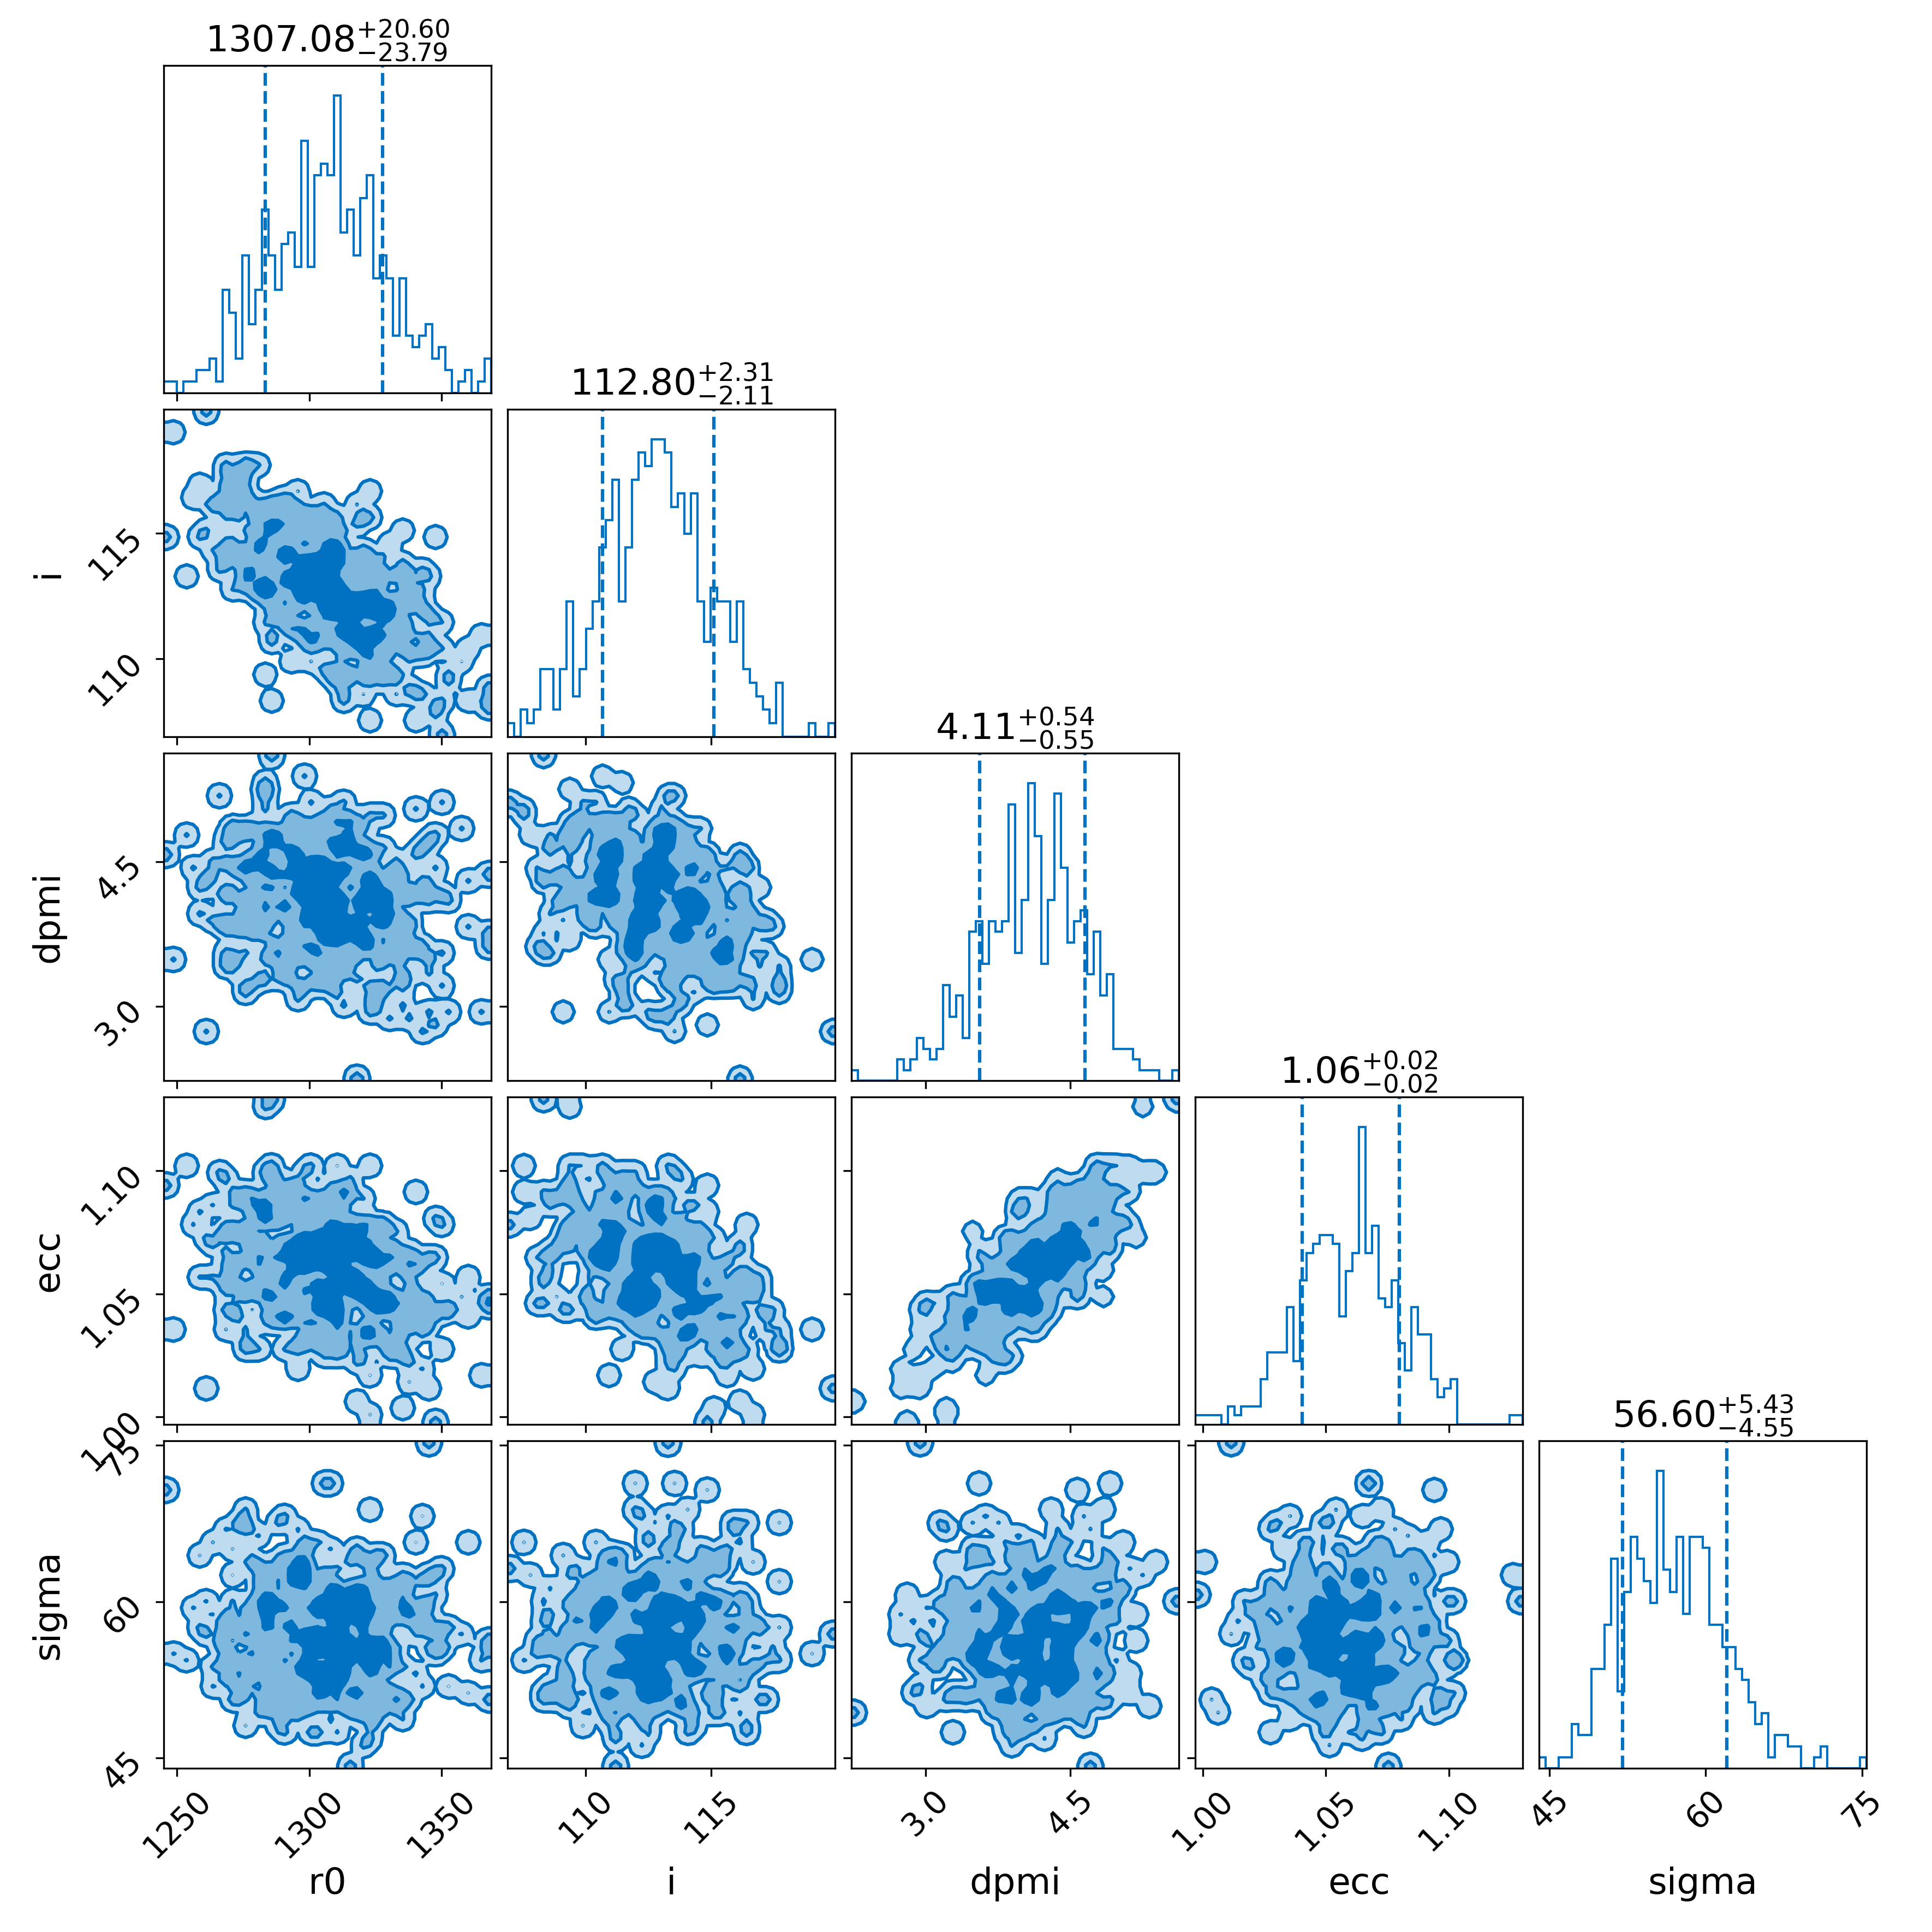 1307.08+20.60−23.79
112.80+2.31−2.11
i
115
110
4.11+0.54−0.55
dpmi
4.5
3.0
1.06+0.02−0.02
ecc
1.10
1.05
1.00
56.60+5.43−4.55
sigma
75
60
45
1250 1300 1350 110 115 3.0 4.5 1.00 1.05 1.10 45 60 75
r0 i dpmi ecc sigma